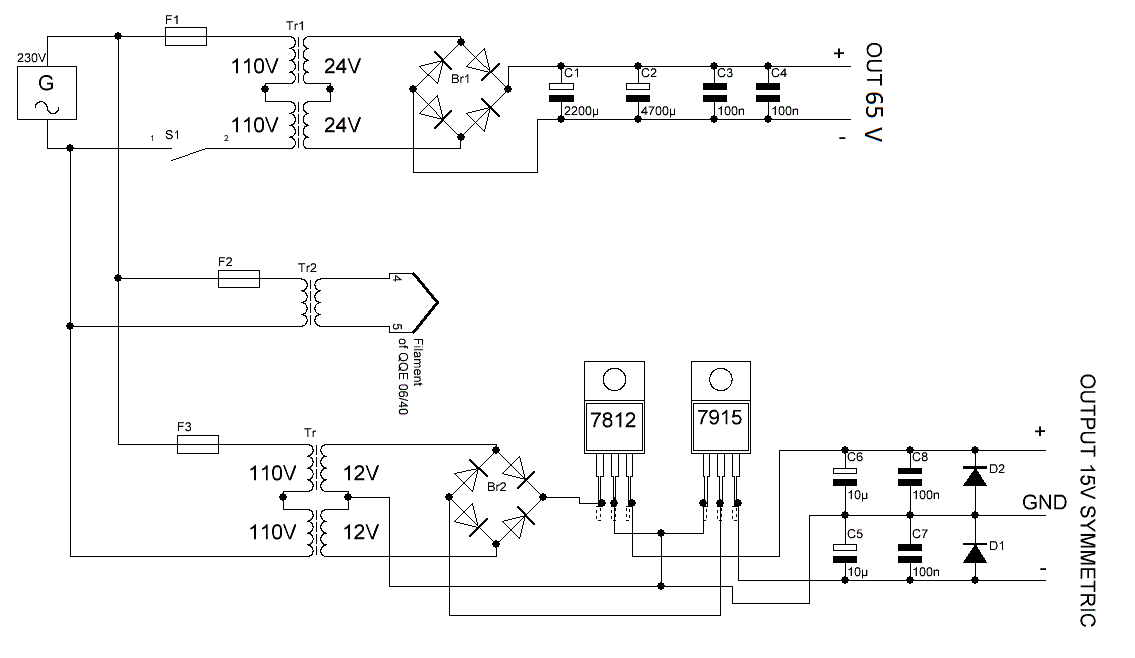 F1
Tr1
230V
G
110V 24V
Br1
+
OUT 65 V
C1 C2 C3 C4
2200µ 4700µ 100n 100n
1 S1 2
110V 24V
-
F2
Tr2
4
5
Filament
of QQE 06/40
7812
7915
F3
Tr
110V 12V
Br2
110V 12V
+
C6 C8 D2
10µ 100n
GND
C5 C7 D1
10µ 100n
-
OUTPUT 15V SYMMETRIC